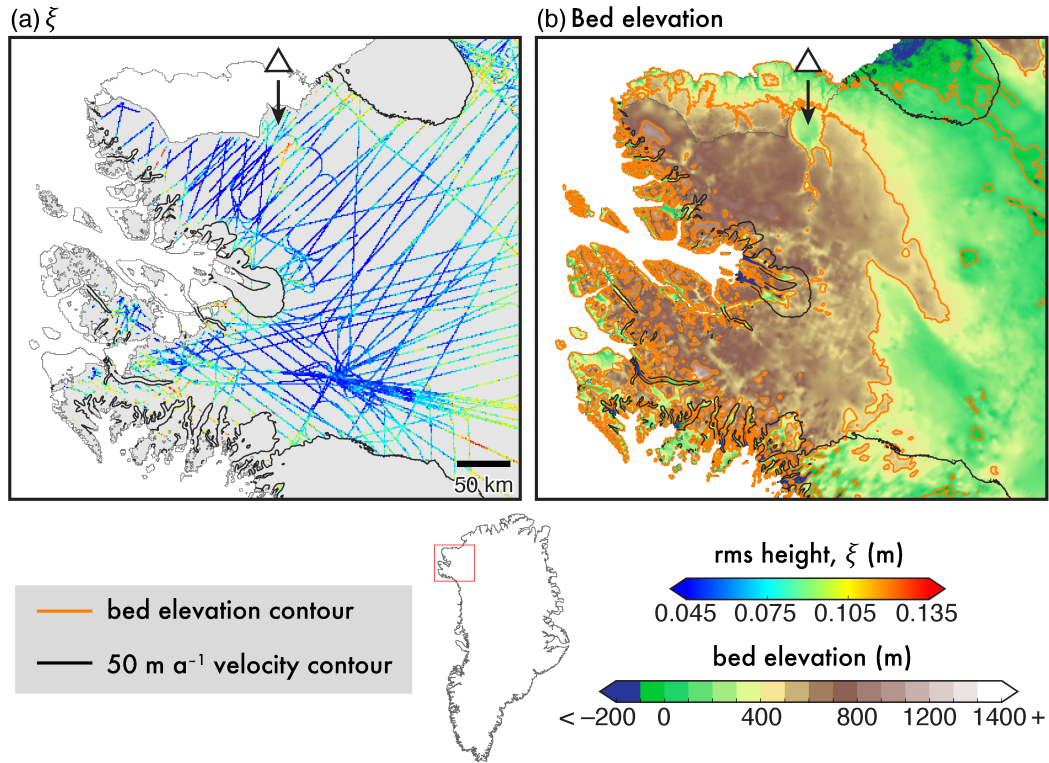 (a) ξ
(b) Bed elevation
50 km
bed elevation contour
50 m a⁻¹ velocity contour
rms height, ξ (m)
0.045 0.075 0.105 0.135
bed elevation (m)
< −200 0 400 800 1200 1400 +